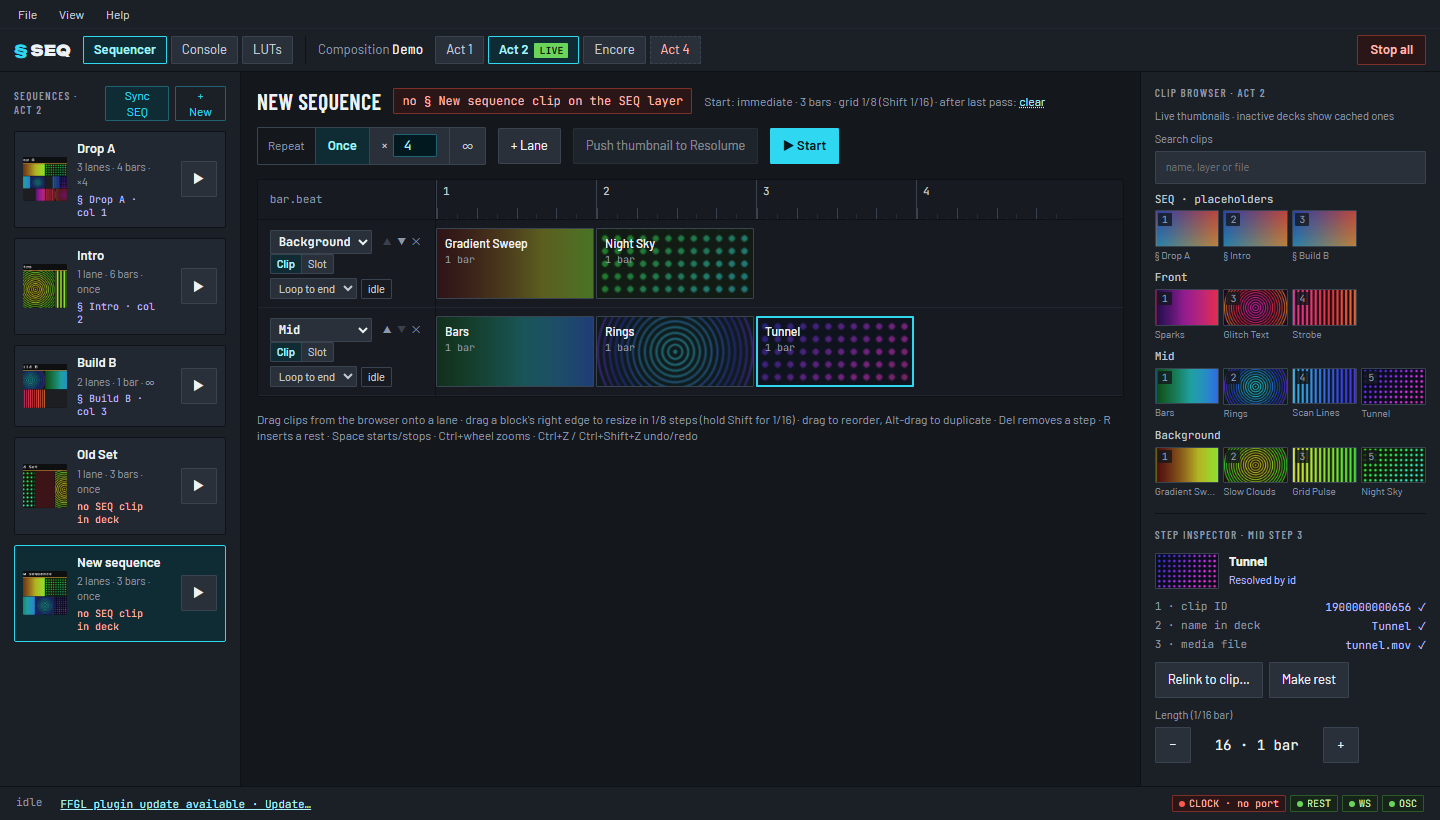 File View Help
§ SEQ Sequencer Console LUTs Composition Demo Act 1 Act 2 LIVE Encore Act 4 Stop all
SEQUENCES · ACT 2
Sync SEQ
+ New
Drop A
3 lanes · 4 bars · ×4
§ Drop A · col 1
Intro
1 lane · 6 bars · once
§ Intro · col 2
Build B
2 lanes · 1 bar · ∞
§ Build B · col 3
Old Set
1 lane · 3 bars · once
no SEQ clip in deck
New sequence
2 lanes · 3 bars · once
no SEQ clip in deck
NEW SEQUENCE no § New sequence clip on the SEQ layer Start: immediate · 3 bars · grid 1/8 (Shift 1/16) · after last pass: clear
Repeat Once × 4 ∞ + Lane Push thumbnail to Resolume ▶ Start
bar.beat 1 2 3 4
Background ▲ ▼ ✕
Clip Slot
Loop to end idle
Gradient Sweep
1 bar
Night Sky
1 bar
Mid ▲ ▼ ✕
Clip Slot
Loop to end idle
Bars
1 bar
Rings
1 bar
Tunnel
1 bar
Drag clips from the browser onto a lane · drag a block's right edge to resize in 1/8 steps (hold Shift for 1/16) · drag to reorder, Alt-drag to duplicate · Del removes a step · R
inserts a rest · Space starts/stops · Ctrl+wheel zooms · Ctrl+Z / Ctrl+Shift+Z undo/redo
CLIP BROWSER · ACT 2
Live thumbnails · inactive decks show cached ones
Search clips
name, layer or file
SEQ · placeholders
1 2 3
§ Drop A § Intro § Build B
Front
1 3 4
Sparks Glitch Text Strobe
Mid
1 2 4 5
Bars Rings Scan Lines Tunnel
Background
1 2 3 5
Gradient Sw... Slow Clouds Grid Pulse Night Sky
STEP INSPECTOR · MID STEP 3
Tunnel
Resolved by id
1 · clip ID 1900000000656 ✓
2 · name in deck Tunnel ✓
3 · media file tunnel.mov ✓
Relink to clip... Make rest
Length (1/16 bar)
− 16 · 1 bar +
idle FFGL plugin update available · Update… CLOCK · no port REST WS OSC